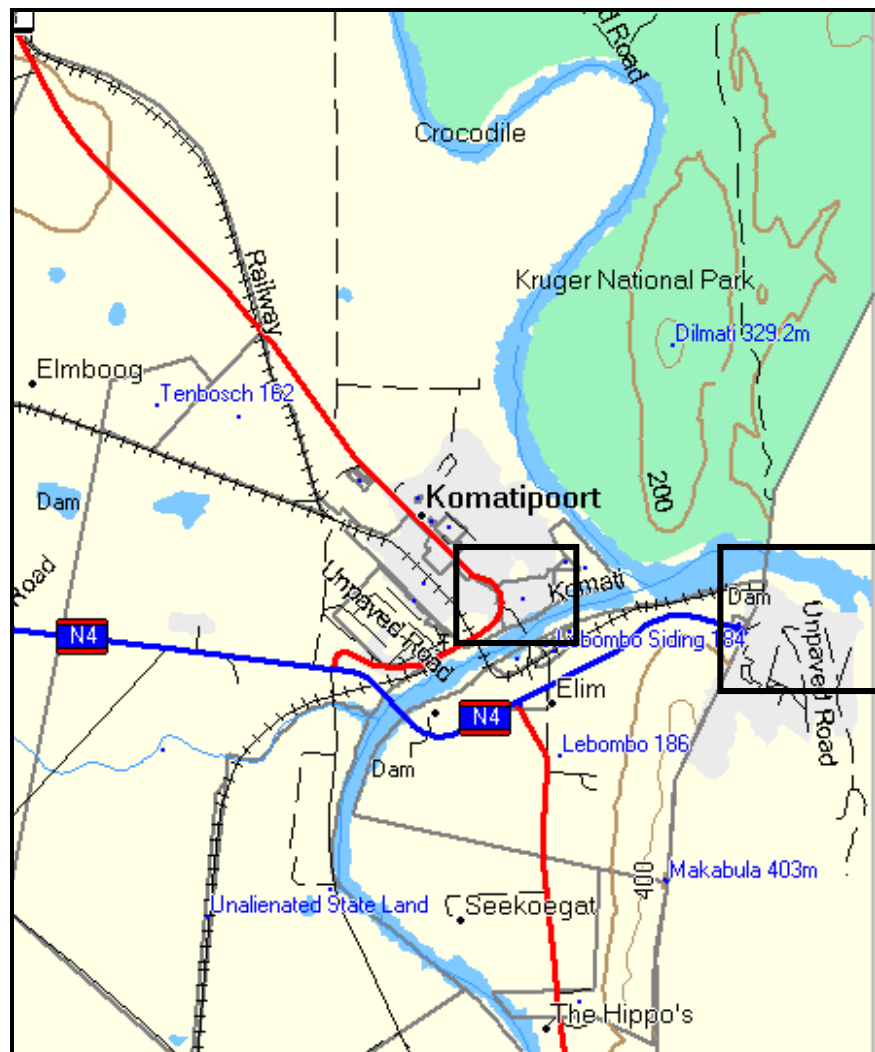 ed Road
Crocodile
Railway
Kruger National Park
Dilmati 329.2m
Elmboog
Tenbosch 162
200
Dam
Komatipoort
Road
Unpaved Road
Komati
Dam
N4
Lebombo Siding 184
Unpaved Road
Elim
N4
Lebombo 186
Dam
400
Makabula 403m
Unalienated State Land
Seekoegat
The Hippo's